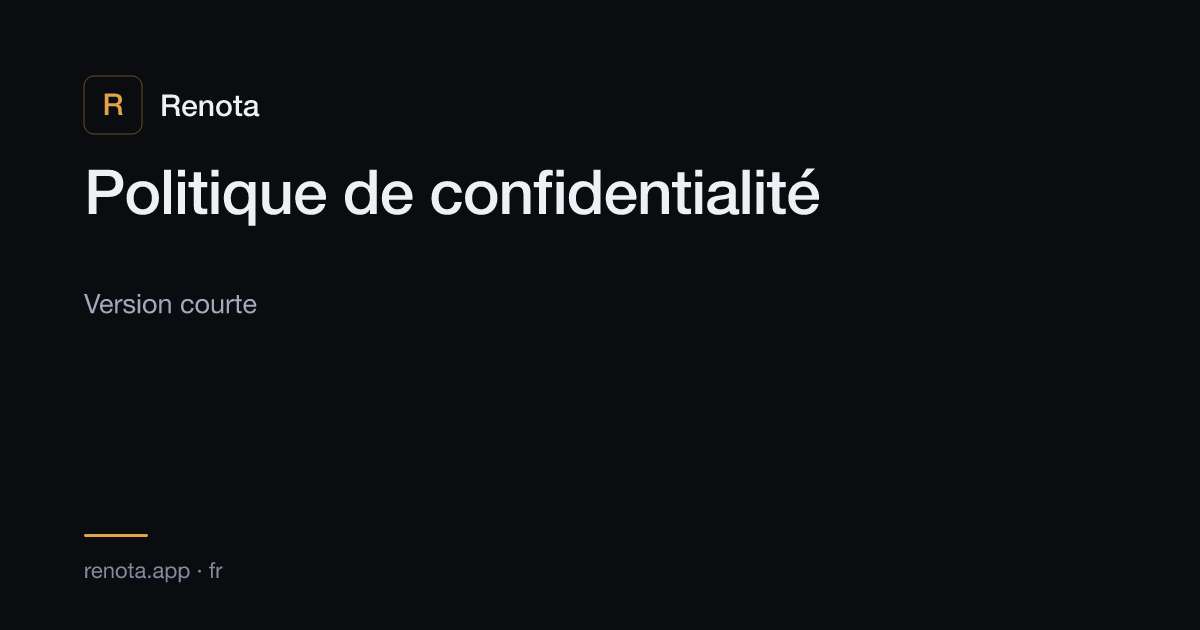 R
Renota
Politique de confidentialité
Version courte
renota.app · fr